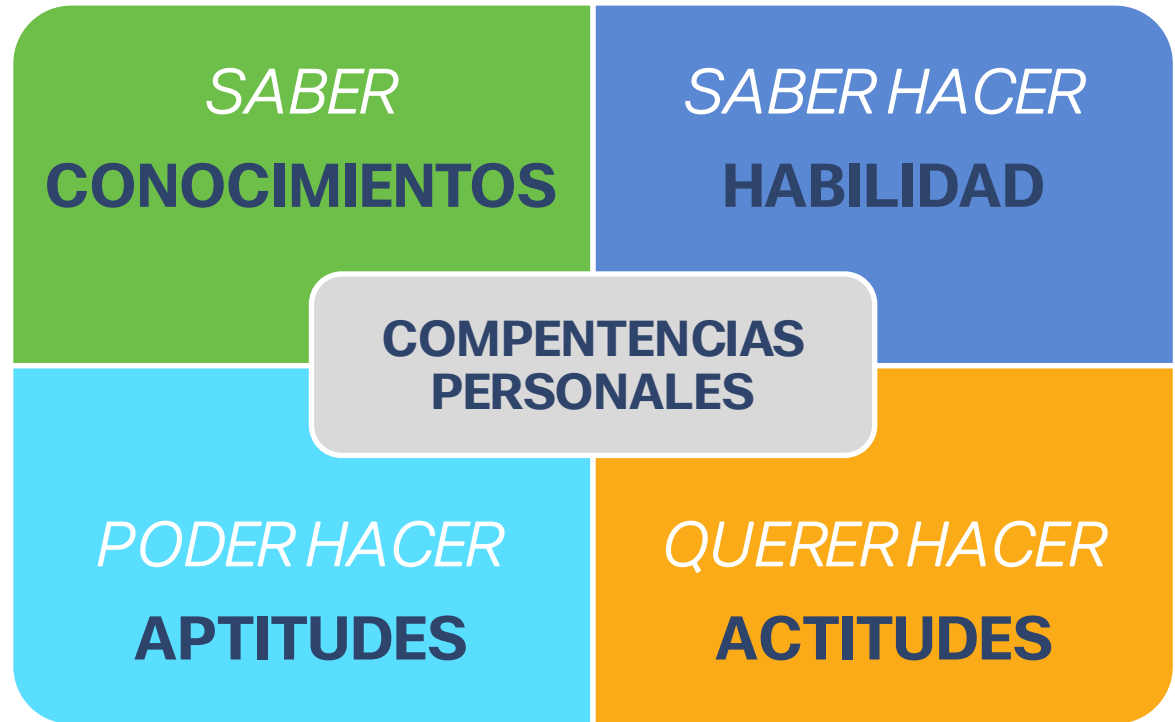 SABER
CONOCIMIENTOS
SABER HACER
HABILIDAD
COMPENTENCIAS
PERSONALES
PODER HACER
APTITUDES
QUERER HACER
ACTITUDES